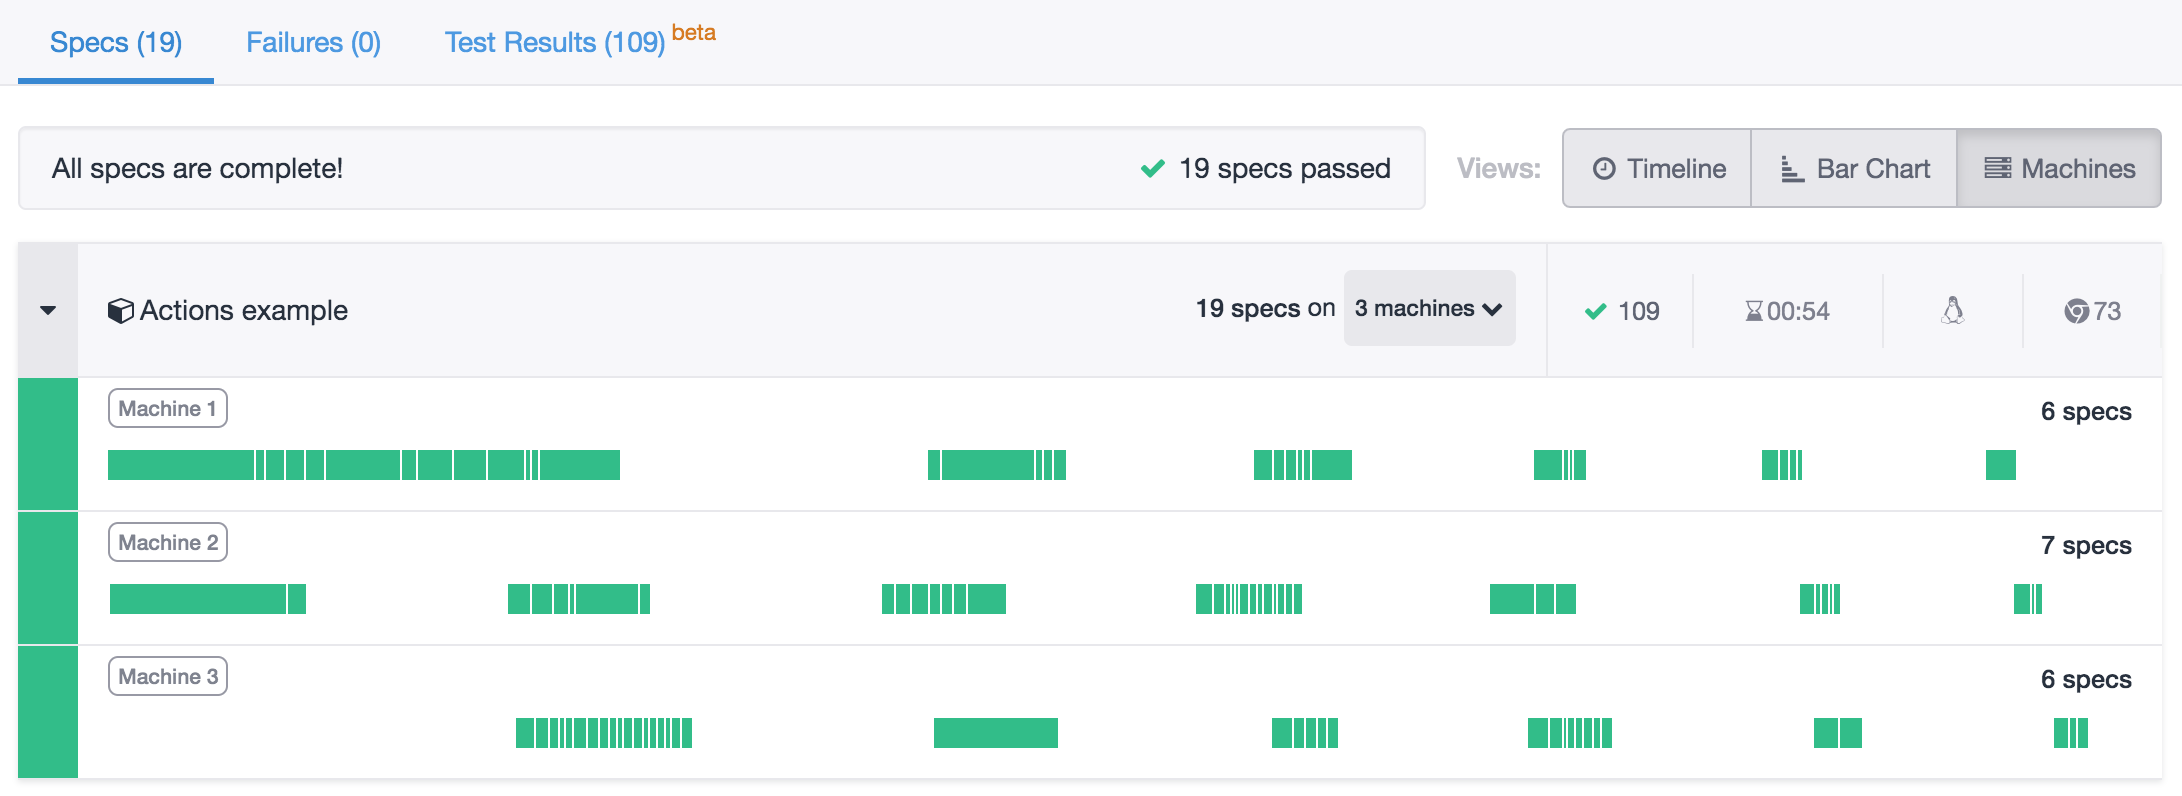 Specs (19) Failures (0) Test Results (109) beta
All specs are complete! 19 specs passed Views: Timeline Bar Chart Machines
Actions example 19 specs on 3 machines 109 00:54 73
Machine 1 6 specs
Machine 2 7 specs
Machine 3 6 specs